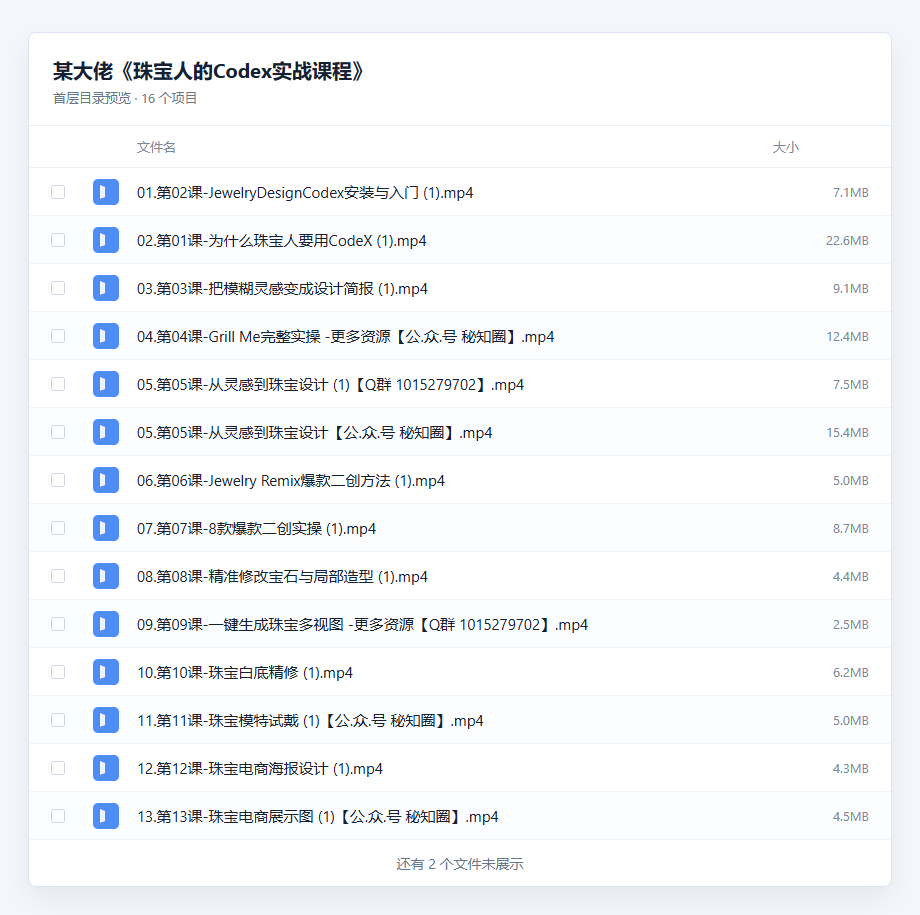 某大佬《珠宝人的Codex实战课程》
首层目录预览 · 16 个项目
文件名 大小
01.第02课-JewelryDesignCodex安装与入门 (1).mp4 7.1MB
02.第01课-为什么珠宝人要用CodeX (1).mp4 22.6MB
03.第03课-把模糊灵感变成设计简报 (1).mp4 9.1MB
04.第04课-Grill Me完整实操 -更多资源【公.众.号 秘知圈】.mp4 12.4MB
05.第05课-从灵感到珠宝设计 (1)【Q群 1015279702】.mp4 7.5MB
05.第05课-从灵感到珠宝设计【公.众.号 秘知圈】.mp4 15.4MB
06.第06课-Jewelry Remix爆款二创方法 (1).mp4 5.0MB
07.第07课-8款爆款二创实操 (1).mp4 8.7MB
08.第08课-精准修改宝石与局部造型 (1).mp4 4.4MB
09.第09课-一键生成珠宝多视图 -更多资源【Q群 1015279702】.mp4 2.5MB
10.第10课-珠宝白底精修 (1).mp4 6.2MB
11.第11课-珠宝模特试戴 (1)【公.众.号 秘知圈】.mp4 5.0MB
12.第12课-珠宝电商海报设计 (1).mp4 4.3MB
13.第13课-珠宝电商展示图 (1)【公.众.号 秘知圈】.mp4 4.5MB
还有 2 个文件未展示